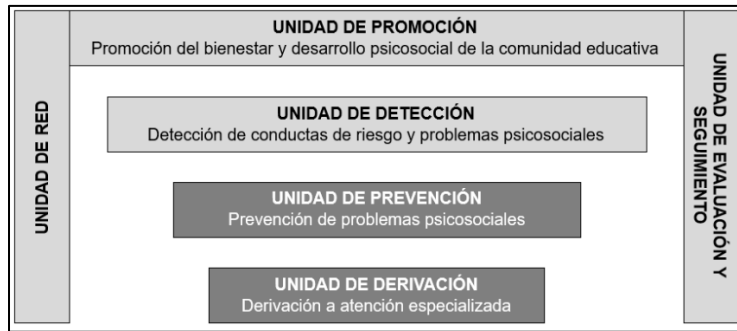 UNIDAD DE RED
UNIDAD DE PROMOCIÓN
Promoción del bienestar y desarrollo psicosocial de la comunidad educativa
UNIDAD DE DETECCIÓN
Detección de conductas de riesgo y problemas psicosociales
UNIDAD DE PREVENCIÓN
Prevención de problemas psicosociales
UNIDAD DE DERIVACIÓN
Derivación a atención especializada
UNIDAD DE EVALUACIÓN Y
SEGUIMIENTO